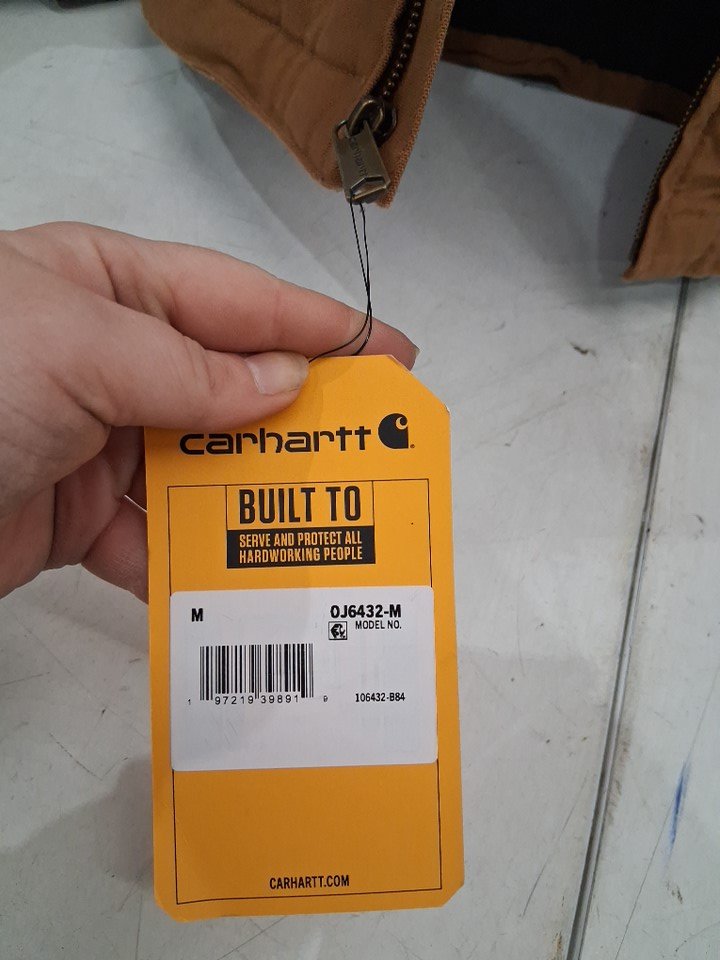 carhartt
BUILT TO
SERVE AND PROTECT ALL
HARDWORKING PEOPLE
M
OJ6432-M
MODEL NO.
1 97219 39891 9
106432-B84
CARHARTT.COM